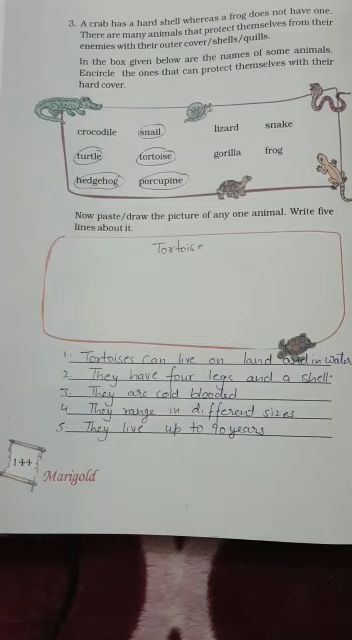 3. A crab has a hard shell whereas a frog does not have one.
There are many animals that protect themselves from their
enemies with their outer cover/shells/quills.
In the box given below are the names of some animals.
Encircle the ones that can protect themselves with their
hard cover.
crocodile snail lizard snake
turtle tortoise gorilla frog
hedgehog porcupine
Now paste/draw the picture of any one animal. Write five
lines about it.
Tortoise
1. Tortoises can live on land and in water
2. They have four legs and a shell.
3. They are cold blooded
4. They range in different sizes
5. They live up to 90 years
144
Marigold